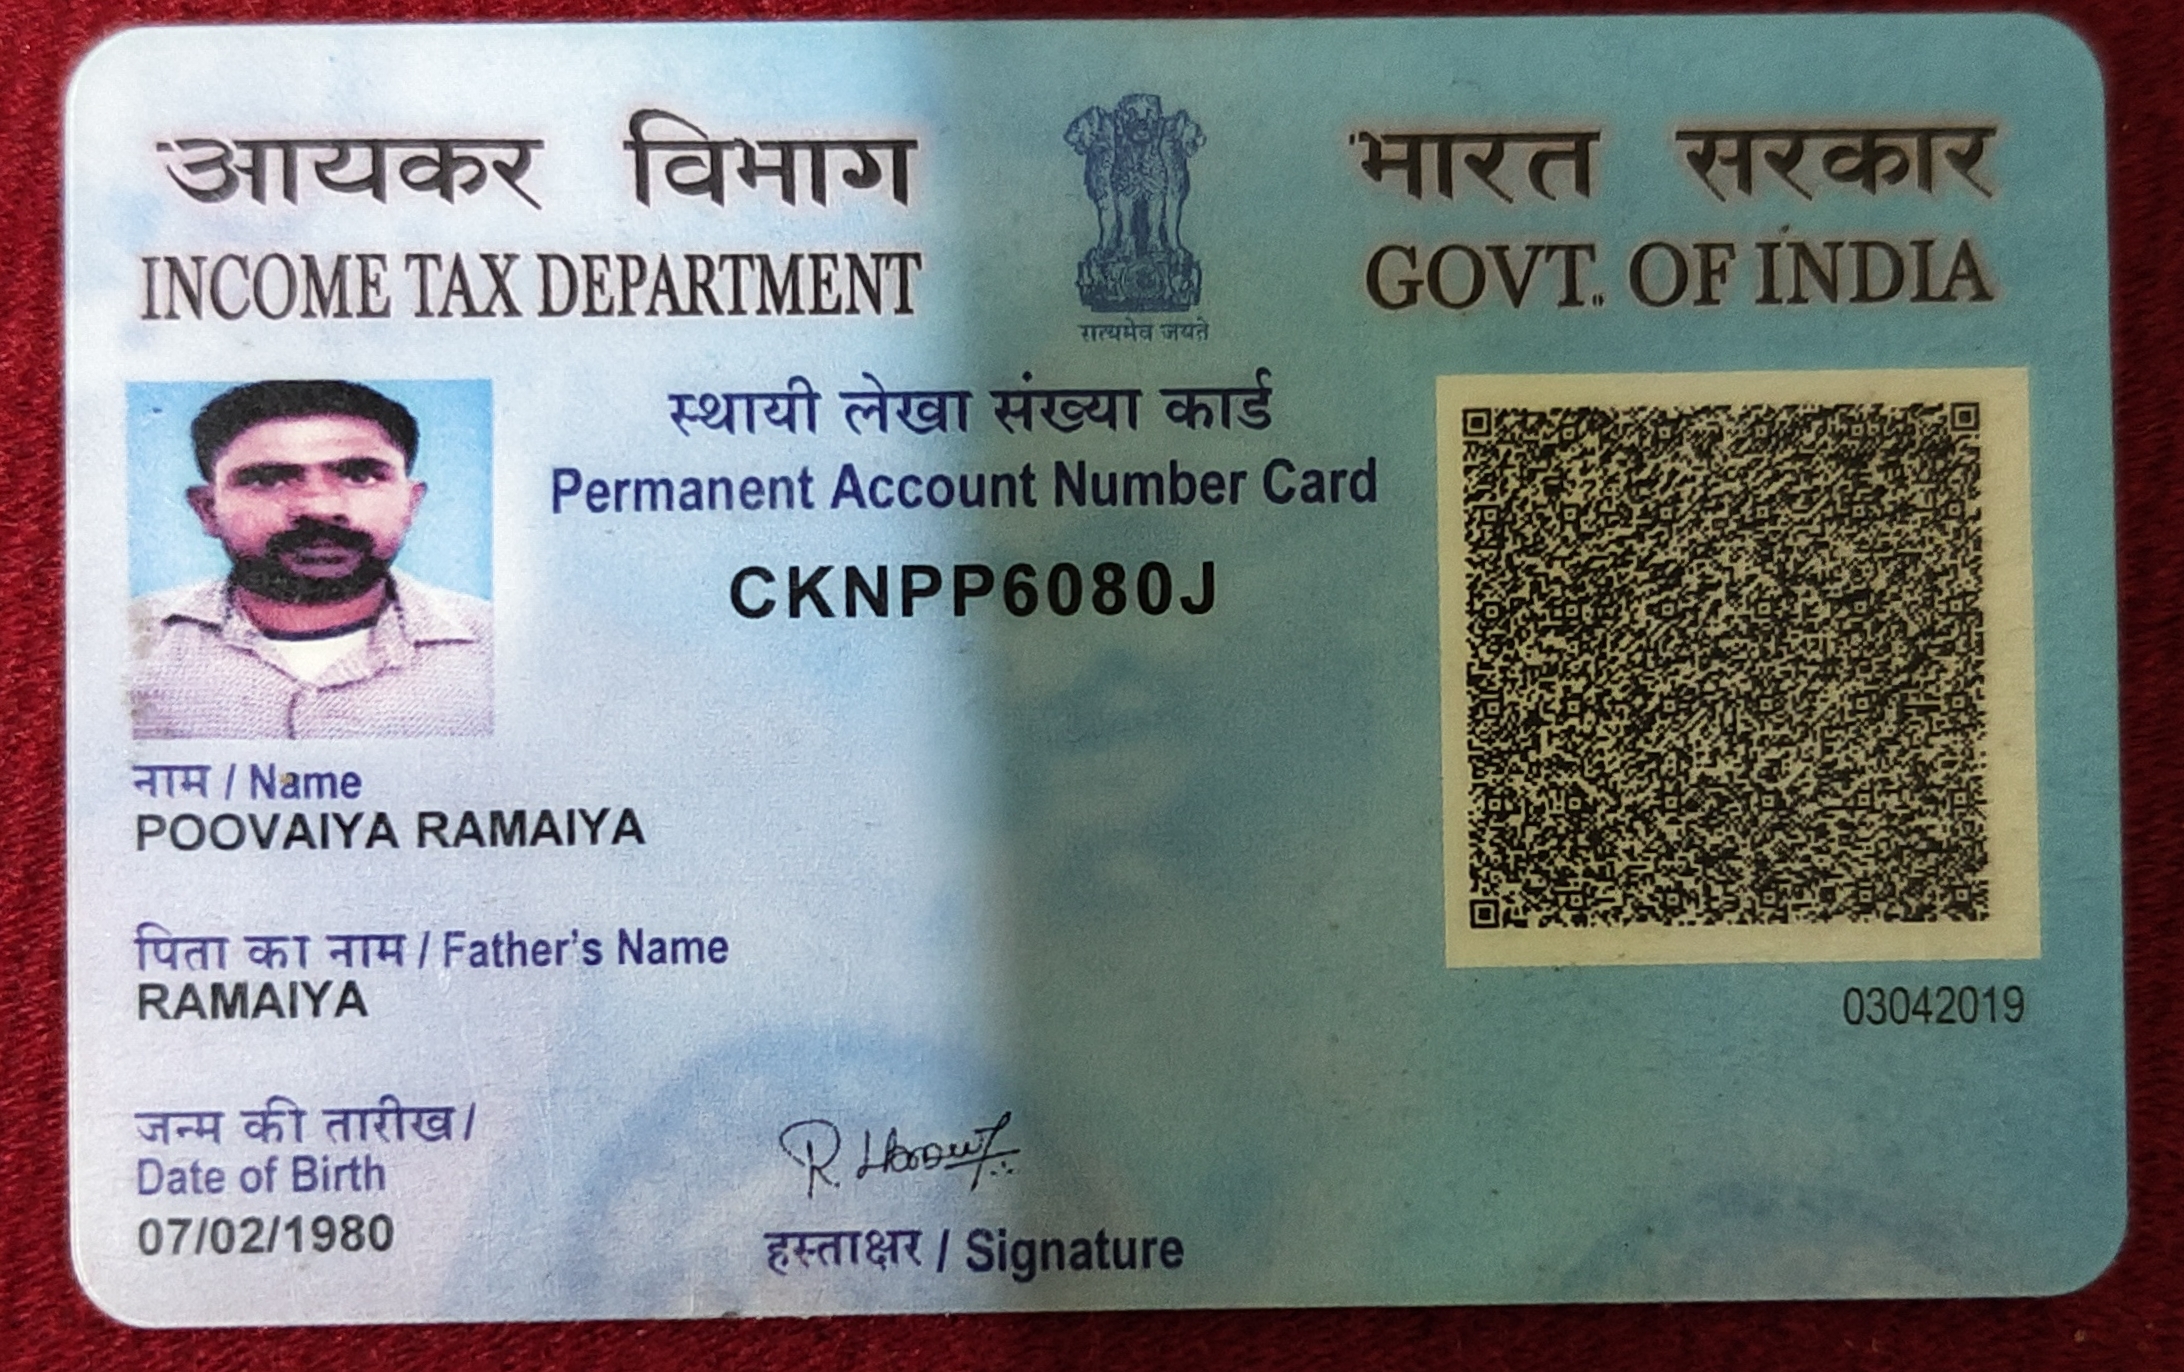 आयकर विभाग
INCOME TAX DEPARTMENT
सत्यमेव जयते
भारत सरकार
GOVT. OF INDIA
स्थायी लेखा संख्या कार्ड
Permanent Account Number Card
CKNPP6080J
नाम / Name
POOVAIYA RAMAIYA
पिता का नाम / Father's Name
RAMAIYA
03042019
जन्म की तारीख /
Date of Birth
07/02/1980
R.
हस्ताक्षर / Signature